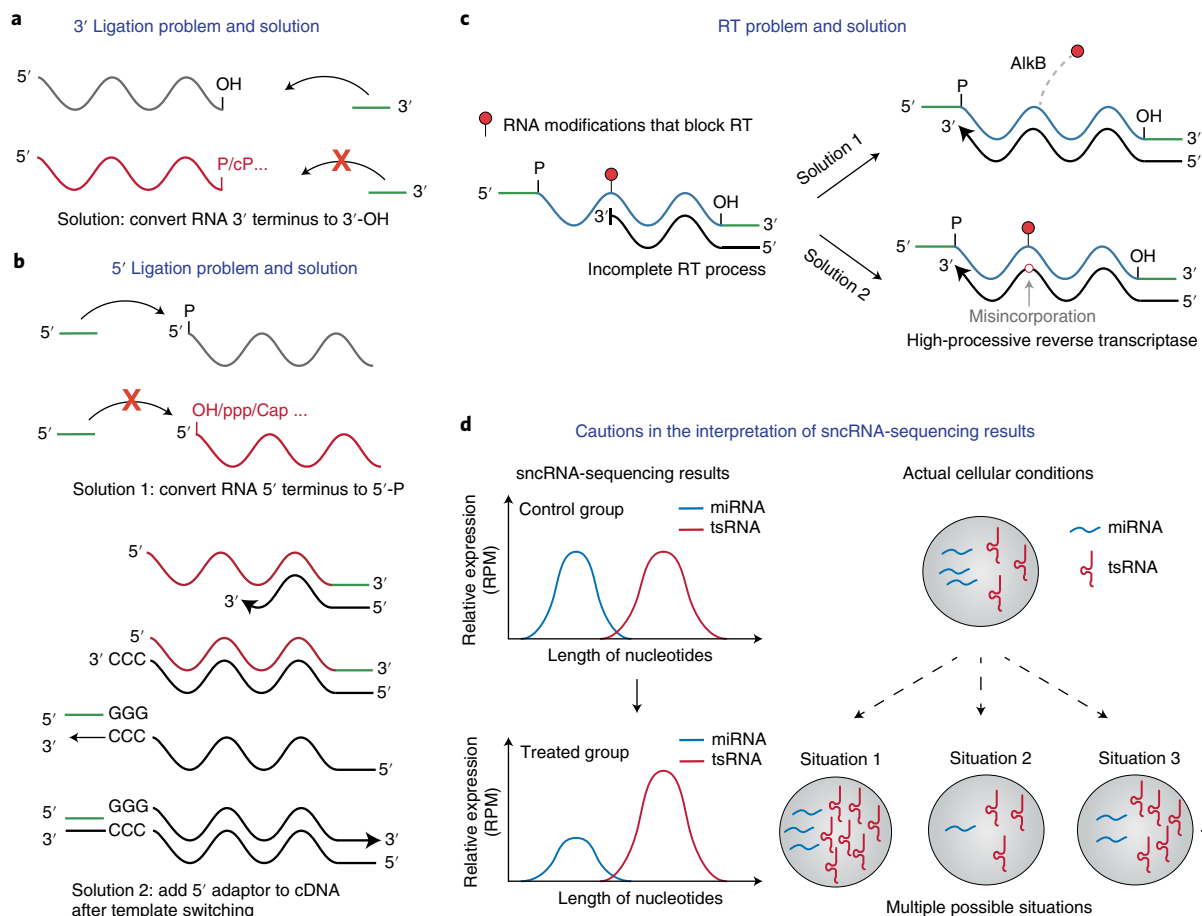 a
3′ Ligation problem and solution
5′
OH
3′
5′
P/cP...
X
3′
Solution: convert RNA 3′ terminus to 3′-OH
b
5′ Ligation problem and solution
P
5′
5′
X
OH/ppp/Cap ...
5′
5′
Solution 1: convert RNA 5′ terminus to 5′-P
5′
3′
3′
5′
5′
3′ CCC
3′
5′
5′
GGG
3′
CCC
5′
5′
GGG
3′
CCC
3′
5′
Solution 2: add 5′ adaptor to cDNA
after template switching
c
RT problem and solution
RNA modifications that block RT
P
5′
3′
OH
3′
5′
Incomplete RT process
Solution 1
Solution 2
AlkB
P
5′
3′
OH
3′
5′
P
5′
3′
OH
3′
5′
Misincorporation
High-processive reverse transcriptase
d
Cautions in the interpretation of sncRNA-sequencing results
sncRNA-sequencing results
Control group
miRNA
tsRNA
Relative expression
(RPM)
Length of nucleotides
Treated group
miRNA
tsRNA
Relative expression
(RPM)
Length of nucleotides
Actual cellular conditions
miRNA
tsRNA
Situation 1
Situation 2
Situation 3
Multiple possible situations